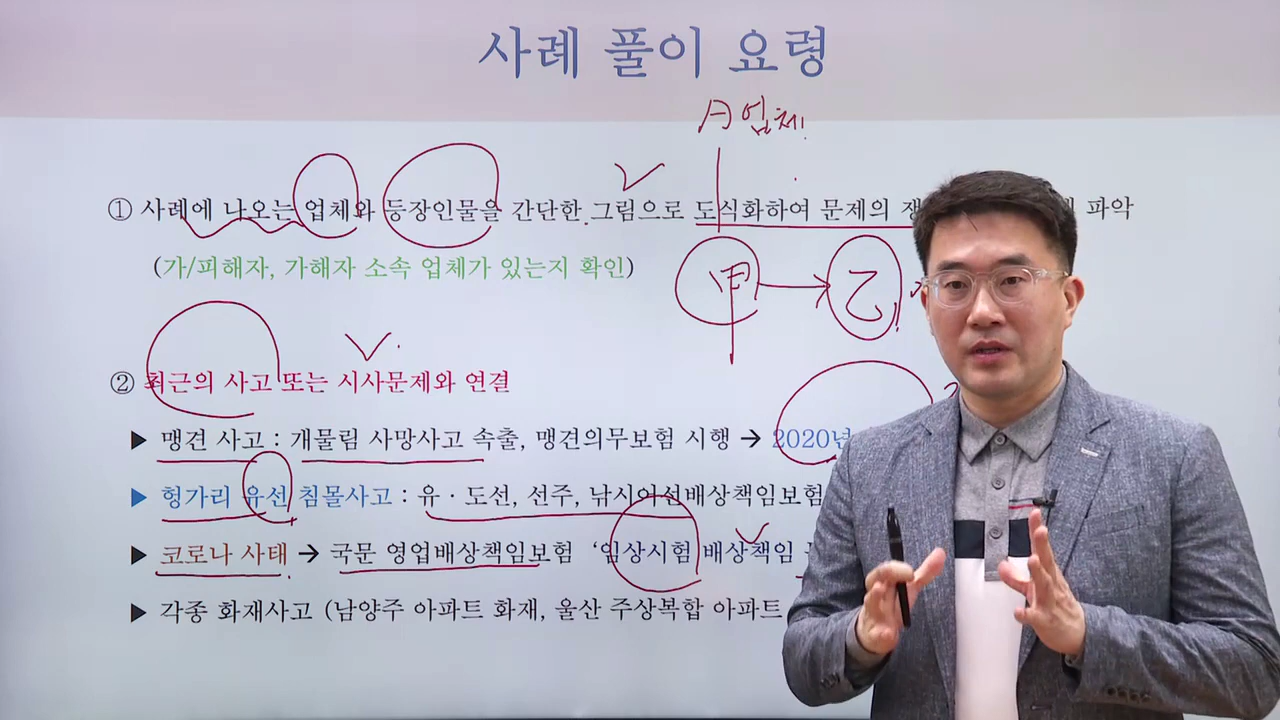 사례 풀이 요령
A업체!
① 사례에 나오는 업체와 등장인물을 간단한 그림으로 도식화하여 문제의 파악
(가/피해자, 가해자 소속 업체가 있는지 확인)
甲 → 乙
② 최근의 사고 또는 시사문제와 연결
▶ 맹견 사고 : 개물림 사망사고 속출, 맹견의무보험 시행 → 2020년
▶ 헝가리 유선 침몰사고 : 유 · 도선, 선주, 낚시어선배상책임보험
▶ 코로나 사태 → 국문 영업배상책임보험 ‘임상시험 배상책임
▶ 각종 화재사고 (남양주 아파트 화재, 울산 주상복합 아파트